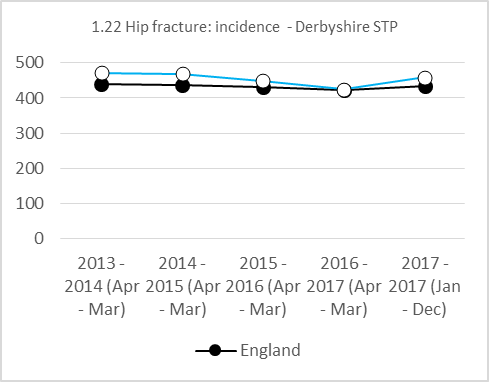 1.22 Hip fracture: incidence - Derbyshire STP
500
400
300
200
100
0
2013 - 2014 - 2015 - 2016 - 2017 -
2014 (Apr 2015 (Apr 2016 (Apr 2017 (Apr 2017 (Jan
- Mar) - Mar) - Mar) - Mar) - Dec)
England